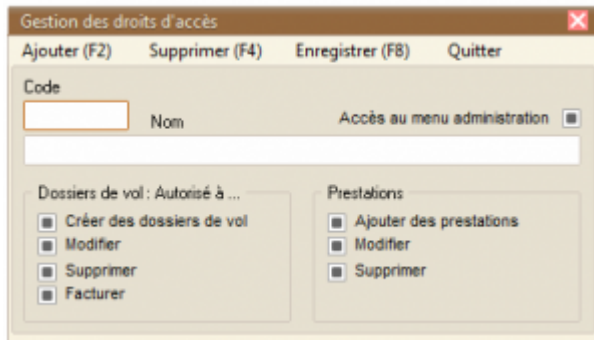 Gestion des droits d'accès
Ajouter (F2) Supprimer (F4) Enregistrer (F8) Quitter
Code
Nom Accès au menu administration
Dossiers de vol : Autorisé à ... Prestations
Créer des dossiers de vol Ajouter des prestations
Modifier Modifier
Supprimer Supprimer
Facturer